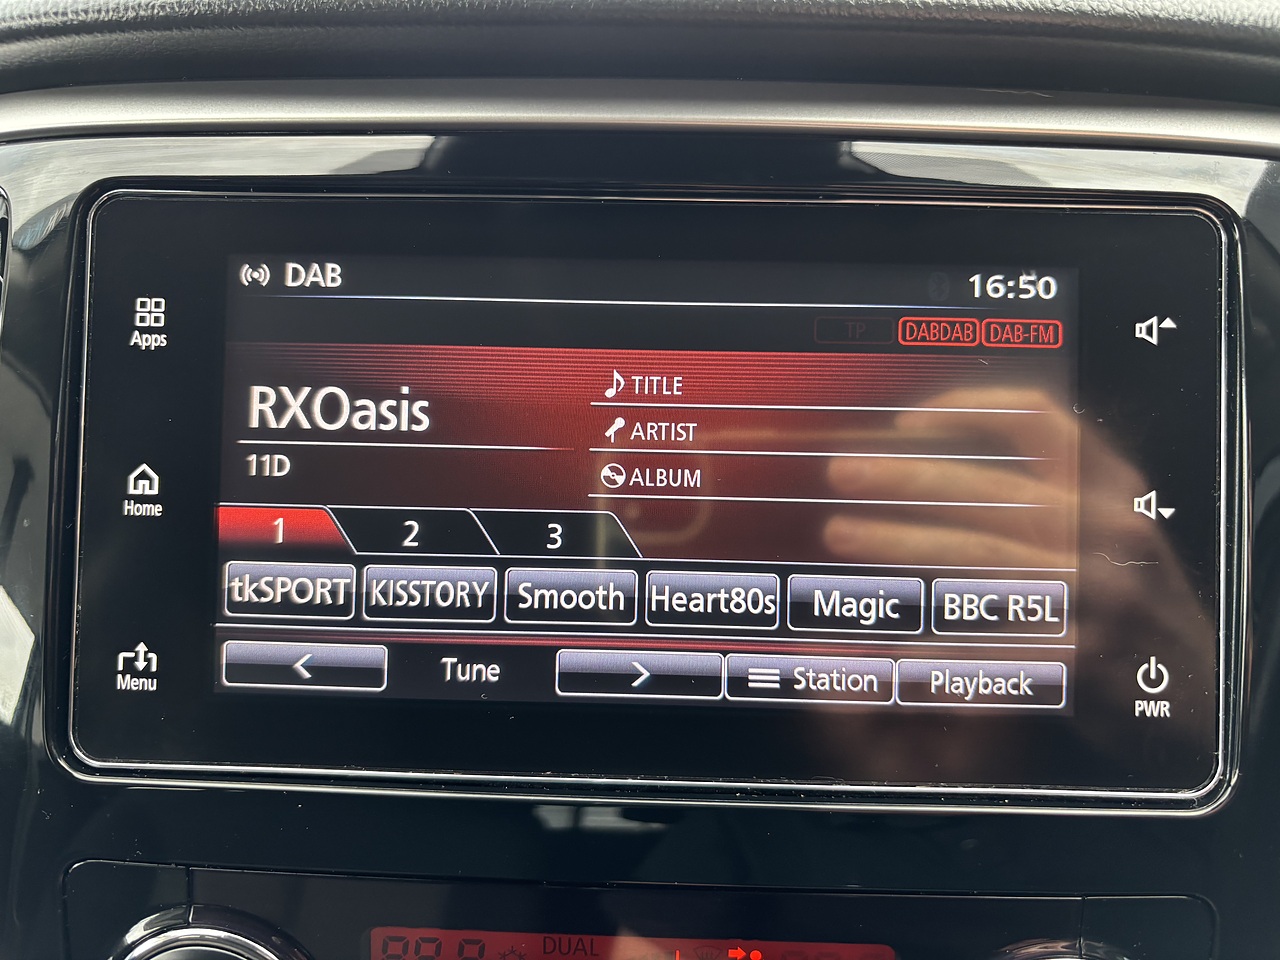 DAB
16:50
TP DABDAB DAB-FM
RXOasis
11D
TITLE
ARTIST
ALBUM
1 2 3
tkSPORT KISSTORY Smooth Heart80s Magic BBC R5L
< Tune > Station Playback
Apps
Home
Menu
PWR
DUAL